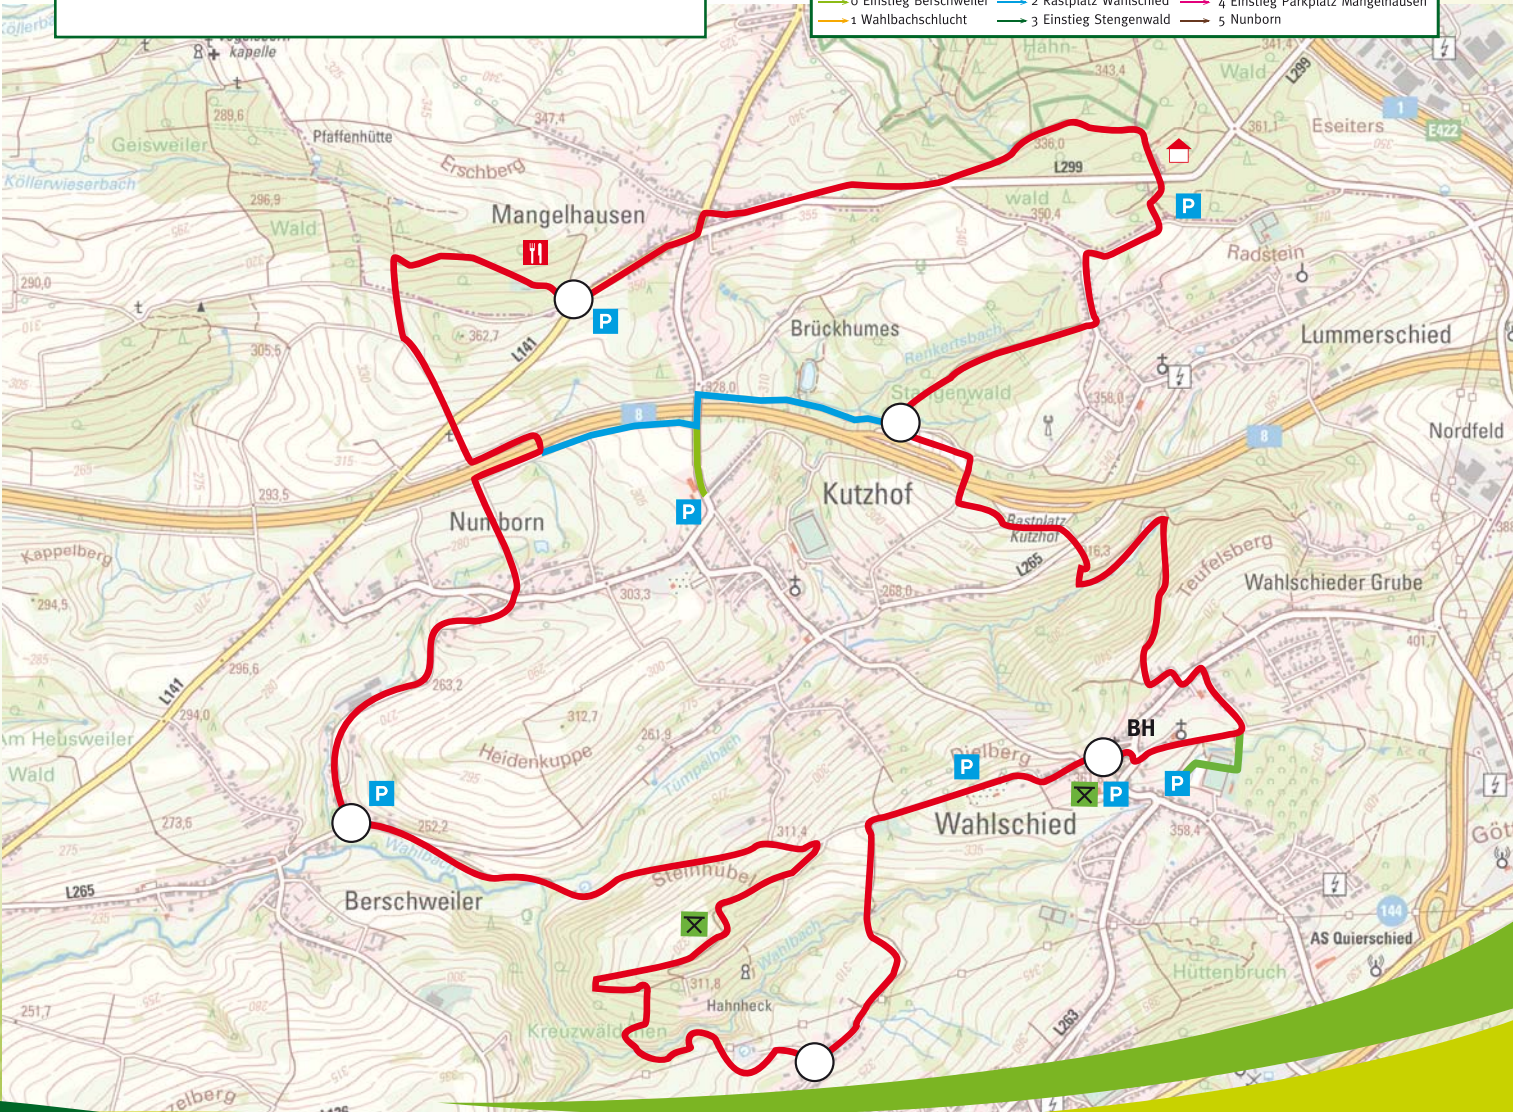 0 Einstieg Berschweiler
2 Rastplatz Wahlschied
4 Einstieg Parkplatz Mangelhausen
1 Wahlbachschlucht
3 Einstieg Stengenwald
5 Nunborn
kapelle
Hahn-
343,4
341,4
Wald
L299
1
E422
289,6
Pfaffenhütte
347,4
Geisweiler
Erschberg
336,0
361,1
Eseiters
Köllerwieserbach
L299
296,9
Mangelhausen
355
wald
350,4
P
Wald
Radstein
290,0
P
362,7
Brückhumes
Lummerschied
305,5
L141
Renkertsbach
328,0
Stengenwald
358,0
8
8
Nordfeld
293,5
Kutzhof
P
Numborn
Rastplatz
Kutzhof
Kappelberg
L265
Teufelsberg
Wahlschieder Grube
294,5
303,3
268,0
401,7
296,6
L141
263,2
294,0
312,7
261,9
BH
Am Heusweiler
Heidenkuppe
Tümpelbach
Dielberg
Wald
P
P
P
P
273,6
252,2
311,4
Wahlschied
358,4
Wahlbach
L265
Steinhübel
Berschweiler
144
AS Quierschied
Wahlbach
311,8
Hüttenbruch
251,7
Hahnheck
L263
Kreuzwäldchen